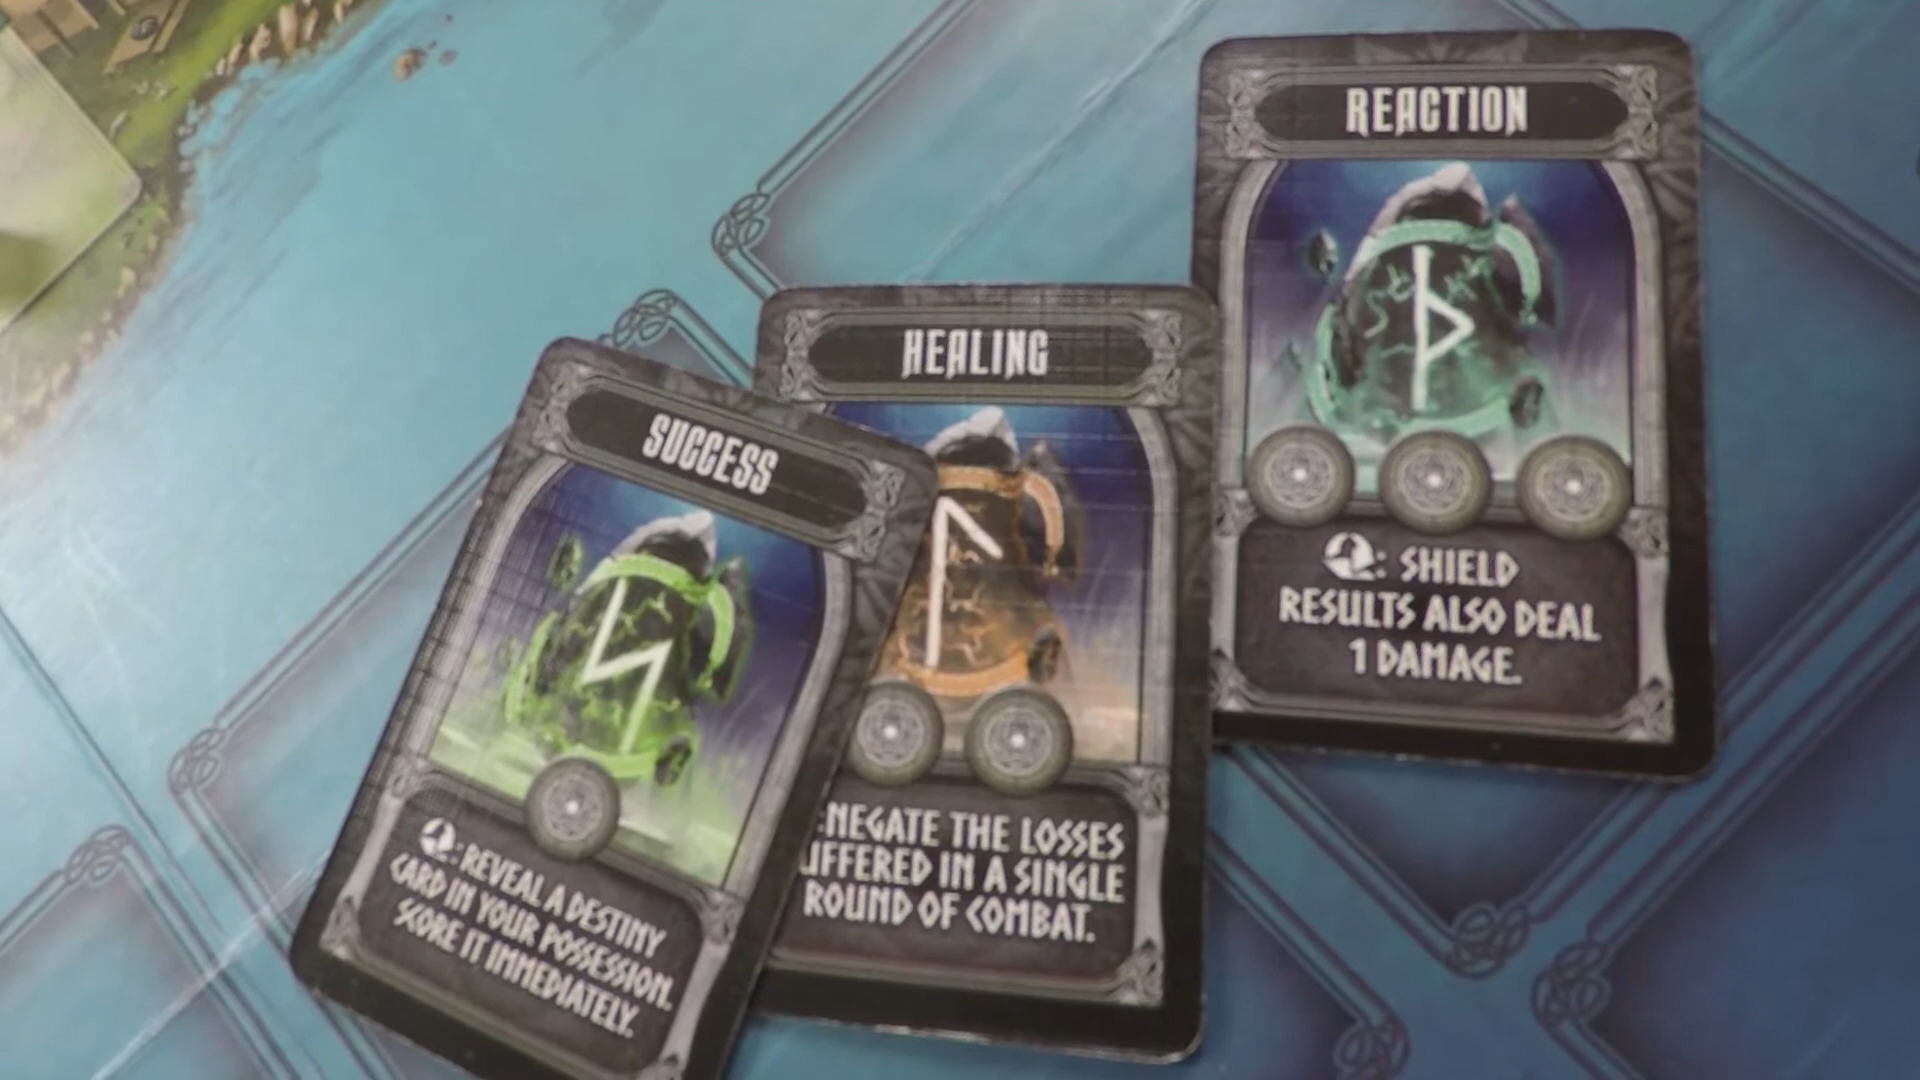 SUCCESS
: REVEAL A DESTINY
CARD IN YOUR POSSESSION.
SCORE IT IMMEDIATELY.
HEALING
:NEGATE THE LOSSES
UFFERED IN A SINGLE
ROUND OF COMBAT.
REACTION
: SHIELD
RESULTS ALSO DEAL
1 DAMAGE.